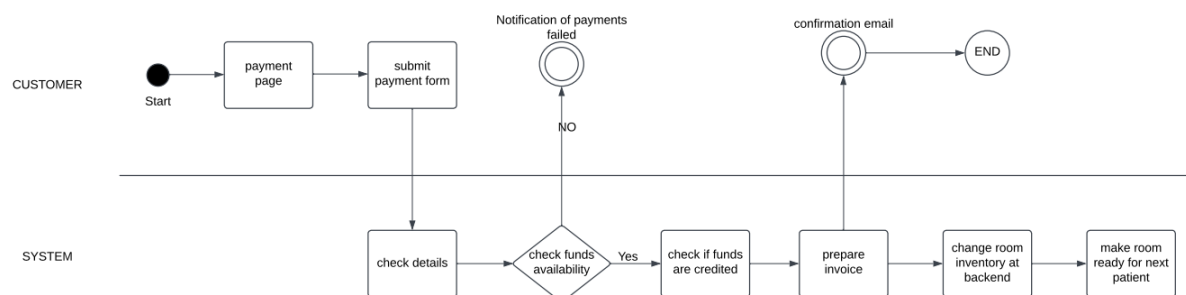 Notification of payments
failed
confirmation email
END
payment
page
submit
payment form
CUSTOMER
Start
NO
SYSTEM
check details
check funds
availability
Yes
check if funds
are credited
prepare
invoice
change room
inventory at
backend
make room
ready for next
patient